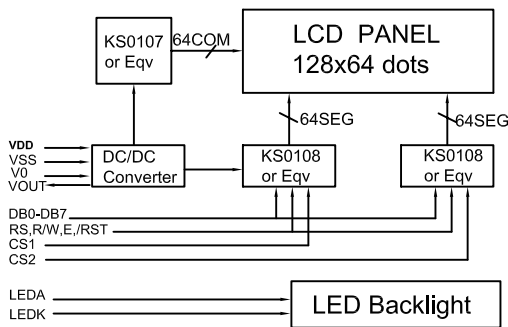 KS0107
or Eqv
64COM
LCD PANEL
128x64 dots
64SEG
64SEG
VDD
VSS
V0
VOUT
DC/DC
Converter
KS0108
or Eqv
KS0108
or Eqv
DB0-DB7
RS,R/W,E,/RST
CS1
CS2
LEDA
LEDK
LED Backlight